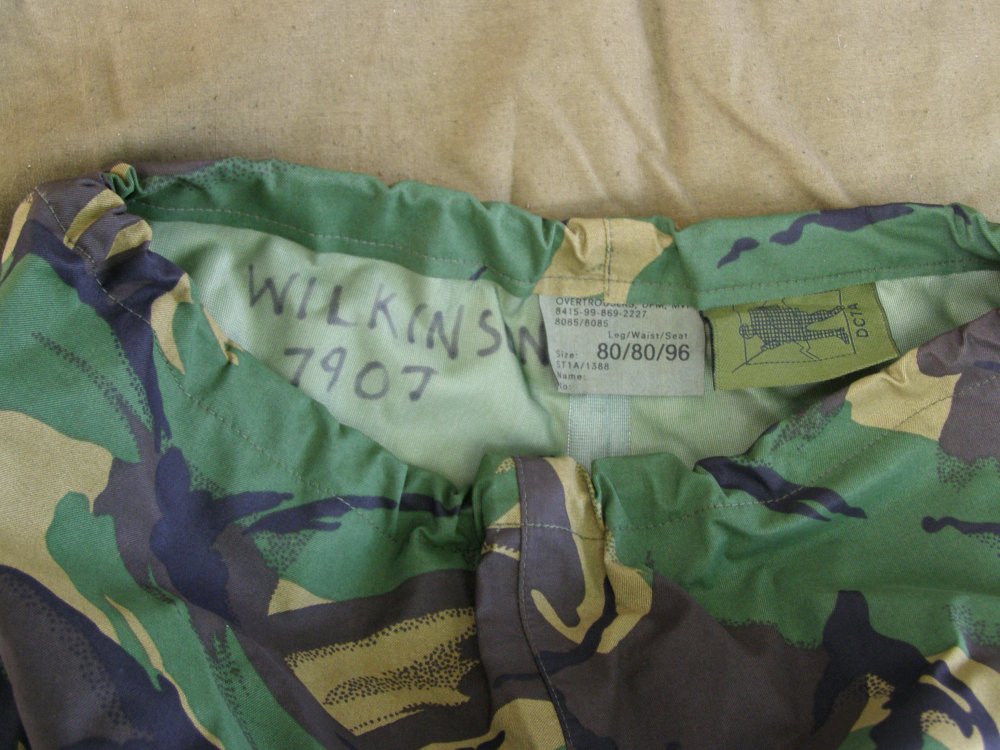 WILKINSN
7907
OVERTROUSERS, DPM, MVP
8415-99-869-2227
8085/8085
Leg/Waist/Seat
Size: 80/80/96
ST1A/1388
Name:
No:
DCTA